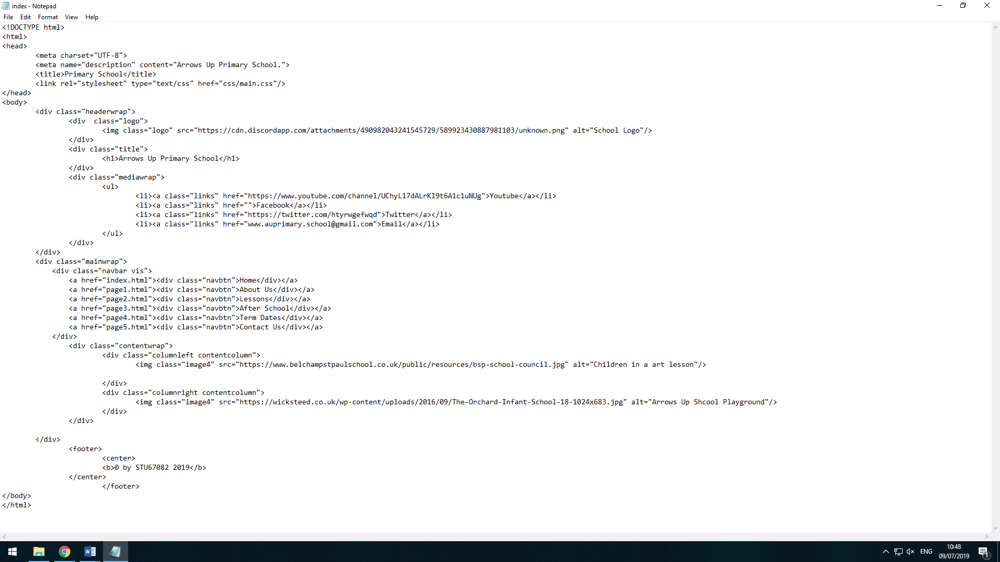 index - Notepad
File Edit Format View Help
<!DOCTYPE html>
<html>
<head>
<meta charset="UTF-8">
<meta name="description" content="Arrows Up Primary School.">
<title>Primary School</title>
<link rel="stylesheet" type="text/css" href="css/main.css"/>
</head>
<body>
<div class="headerwrap">
<div  class="logo">
<img class="logo" src="https://cdn.discordapp.com/attachments/490982043241545729/589923430887981103/unknown.png" alt="School Logo"/>
</div>
<div class="title">
<h1>Arrows Up Primary School</h1>
</div>
<div class="mediawrap">
<ul>
<li><a class="links" href="https://www.youtube.com/channel/UChyL17dALrKI9t6A1c1uNUg">Youtube</a></li>
<li><a class="links" href="">Facebook</a></li>
<li><a class="links" href="https://twitter.com/htyrwgefwqd">Twitter</a></li>
<li><a class="links" href="www.auprimary.school@gmail.com">Email</a></li>
</ul>
</div>
</div>
<div class="mainwrap">
<div class="navbar vis">
<a href="index.html"><div class="navbtn">Home</div></a>
<a href="page1.html"><div class="navbtn">About Us</div></a>
<a href="page2.html"><div class="navbtn">Lessons</div></a>
<a href="page3.html"><div class="navbtn">After School</div></a>
<a href="page4.html"><div class="navbtn">Term Dates</div></a>
<a href="page5.html"><div class="navbtn">Contact Us</div></a>
</div>
<div class="contentwrap">
<div class="columnleft contentcolumn">
<img class="image4" src="https://www.belchampstpaulschool.co.uk/public/resources/bsp-school-council.jpg" alt="Children in a art lesson"/>
</div>
<div class="columnright contentcolumn">
<img class="image4" src="https://wicksteed.co.uk/wp-content/uploads/2016/09/The-Orchard-Infant-School-18-1024x683.jpg" alt="Arrows Up Shcool Playground"/>
</div>
</div>
</div>
<footer>
<center>
<b>© by STU67082 2019</b>
</center>
</footer>
</body>
</html>
ENG
10:48
09/07/2019
1